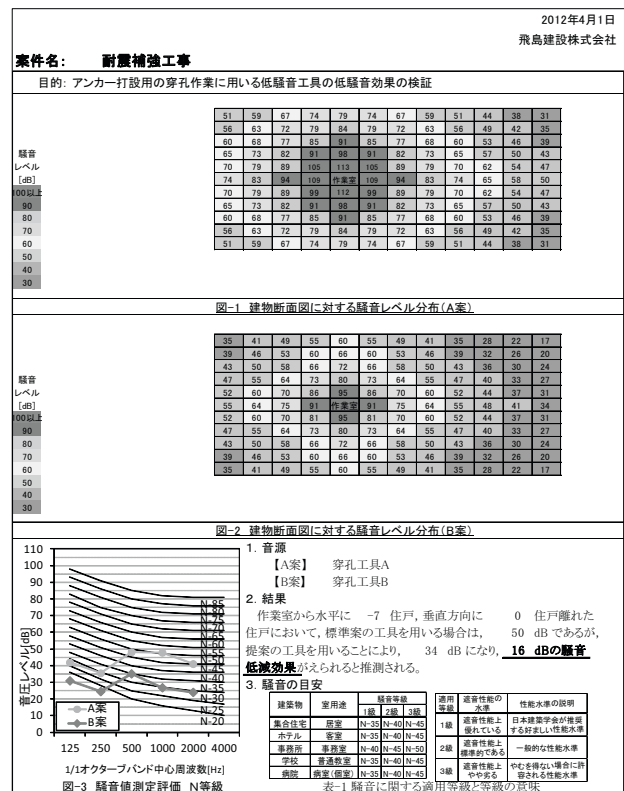 2012年4月1日
飛島建設株式会社
案件名： 耐震補強工事
目的: アンカー打設用の穿孔作業に用いる低騒音工具の低騒音効果の検証
51 59 67 74 79 74 67 59 51 44 38 31
56 63 72 79 84 79 72 63 56 49 42 35
60 68 77 85 91 85 77 68 60 53 46 39
65 73 82 91 98 91 82 73 65 57 50 43
70 79 89 105 113 105 89 79 70 62 54 47
74 83 94 109 作業室 109 94 83 74 65 58 50
70 79 89 99 112 99 89 79 70 62 54 47
65 73 82 91 98 91 82 73 65 57 50 43
60 68 77 85 91 85 77 68 60 53 46 39
56 63 72 79 84 79 72 63 56 49 42 35
51 59 67 74 79 74 67 59 51 44 38 31
騒音
レベル
[dB]
100以上
90
80
70
60
50
40
30
図-1 建物断面図に対する騒音レベル分布(A案)
35 41 49 55 60 55 49 41 35 28 22 17
39 46 53 60 66 60 53 46 39 32 26 20
43 50 58 66 72 66 58 50 43 36 30 24
47 55 64 73 80 73 64 55 47 40 33 27
52 60 70 86 95 86 70 60 52 44 37 31
55 64 75 91 作業室 91 75 64 55 48 41 34
52 60 70 81 95 81 70 60 52 44 37 31
47 55 64 73 80 73 64 55 47 40 33 27
43 50 58 66 72 66 58 50 43 36 30 24
39 46 53 60 66 60 53 46 39 32 26 20
35 41 49 55 60 55 49 41 35 28 22 17
騒音
レベル
[dB]
100以上
90
80
70
60
50
40
30
図-2 建物断面図に対する騒音レベル分布(B案)
音圧レベル[dB]
110
100
90
80
70
60
50
40
30
20
10
0
N-85
N-80
N-75
N-70
N-65
N-60
N-55
N-50
N-45
N-40
N-35
N-30
N-25
N-20
A案
B案
125 250 500 1000 2000 4000
1/1オクターブバンド中心周波数[Hz]
図-3 騒音値測定評価 N等級
1. 音源
【A案】 穿孔工具A
【B案】 穿孔工具B
2. 結果
作業室から水平に -7 住戸, 垂直方向に 0 住戸離れた
住戸において, 標準案の工具を用いる場合は, 50 dB であるが,
提案の工具を用いることにより, 34 dB になり, 16 dBの騒音
低減効果がえられると推測される。
3. 騒音の目安
建築物 室用途 騒音等級
1級 2級 3級
集合住宅 居室 N-35 N-40 N-45
ホテル 客室 N-35 N-40 N-45
事務所 事務室 N-40 N-45 N-50
学校 普通教室 N-35 N-40 N-45
病院 病室(個室) N-35 N-40 N-45
適用等級 遮音性能の水準 性能水準の説明
1級 遮音性能上優れている 日本建築学会が推奨する好ましい性能水準
2級 遮音性能上標準的である 一般的な性能水準
3級 遮音性能上やや劣る やむを得ない場合に許容される性能水準
表-1 騒音に関する適用等級と等級の意味